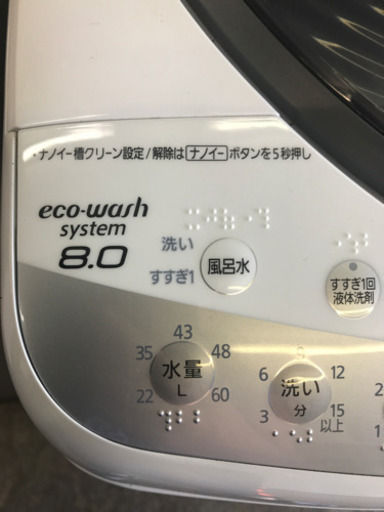 ・ナノイー槽クリーン設定/解除は ナノイー ボタンを5秒押し
eco-wash
system
8.0
洗い
すすぎ1
風呂水
すすぎ1回
液体洗剤
43
35 48
水量
L
22 60
9
6 12
洗い
分
3 15
以上